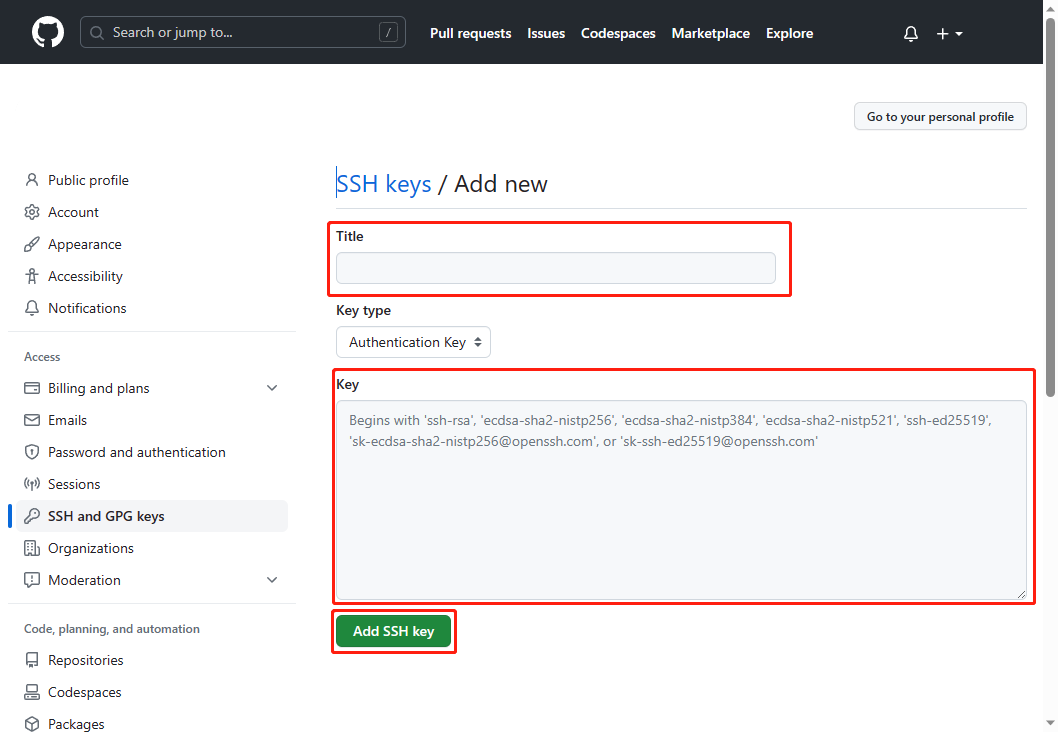 Search or jump to...
/
Pull requests
Issues
Codespaces
Marketplace
Explore
Go to your personal profile
Public profile
Account
Appearance
Accessibility
Notifications
Access
Billing and plans
Emails
Password and authentication
Sessions
SSH and GPG keys
Organizations
Moderation
Code, planning, and automation
Repositories
Codespaces
Packages
SSH keys / Add new
Title
Key type
Authentication Key
Key
Begins with 'ssh-rsa', 'ecdsa-sha2-nistp256', 'ecdsa-sha2-nistp384', 'ecdsa-sha2-nistp521', 'ssh-ed25519',
'sk-ecdsa-sha2-nistp256@openssh.com', or 'sk-ssh-ed25519@openssh.com'
Add SSH key